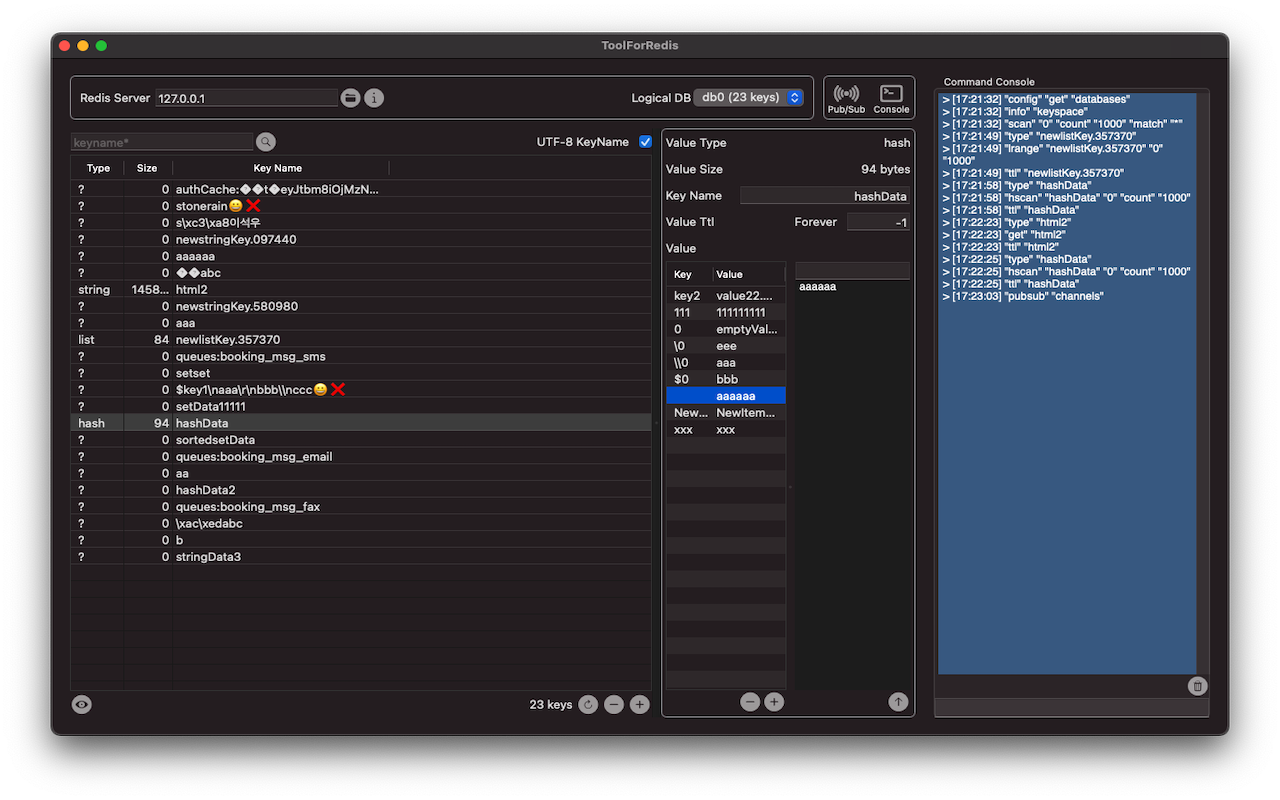 ToolForRedis
Redis Server 127.0.0.1
Logical DB db0 (23 keys)
Pub/Sub Console
keyname*
UTF-8 KeyName
Type Size Key Name
? 0 authCache:��t�eyJtbm8iOjMzN...
? 0 stonerain😀❌
? 0 s\xc3\xa8이석우
? 0 newstringKey.097440
? 0 aaaaaa
? 0 ��abc
string 1458... html2
? 0 newstringKey.580980
? 0 aaa
list 84 newlistKey.357370
? 0 queues:booking_msg_sms
? 0 setset
? 0 $key1\naaa\r\nbbb\\nccc😀❌
? 0 setData11111
hash 94 hashData
? 0 sortedsetData
? 0 queues:booking_msg_email
? 0 aa
? 0 hashData2
? 0 queues:booking_msg_fax
? 0 \xac\xedabc
? 0 b
? 0 stringData3
23 keys
Value Type hash
Value Size 94 bytes
Key Name hashData
Value Ttl Forever -1
Value
Key Value
key2 value22....
111 111111111
0 emptyVal...
\0 eee
\\0 aaa
$0 bbb
aaaaaa
New... NewItem...
xxx xxx
aaaaaa
Command Console
> [17:21:32] "config" "get" "databases"
> [17:21:32] "info" "keyspace"
> [17:21:32] "scan" "0" "count" "1000" "match" "*"
> [17:21:49] "type" "newlistKey.357370"
> [17:21:49] "lrange" "newlistKey.357370" "0"
"1000"
> [17:21:49] "ttl" "newlistKey.357370"
> [17:21:58] "type" "hashData"
> [17:21:58] "hscan" "hashData" "0" "count" "1000"
> [17:21:58] "ttl" "hashData"
> [17:22:23] "type" "html2"
> [17:22:23] "get" "html2"
> [17:22:23] "ttl" "html2"
> [17:22:25] "type" "hashData"
> [17:22:25] "hscan" "hashData" "0" "count" "1000"
> [17:22:25] "ttl" "hashData"
> [17:23:03] "pubsub" "channels"